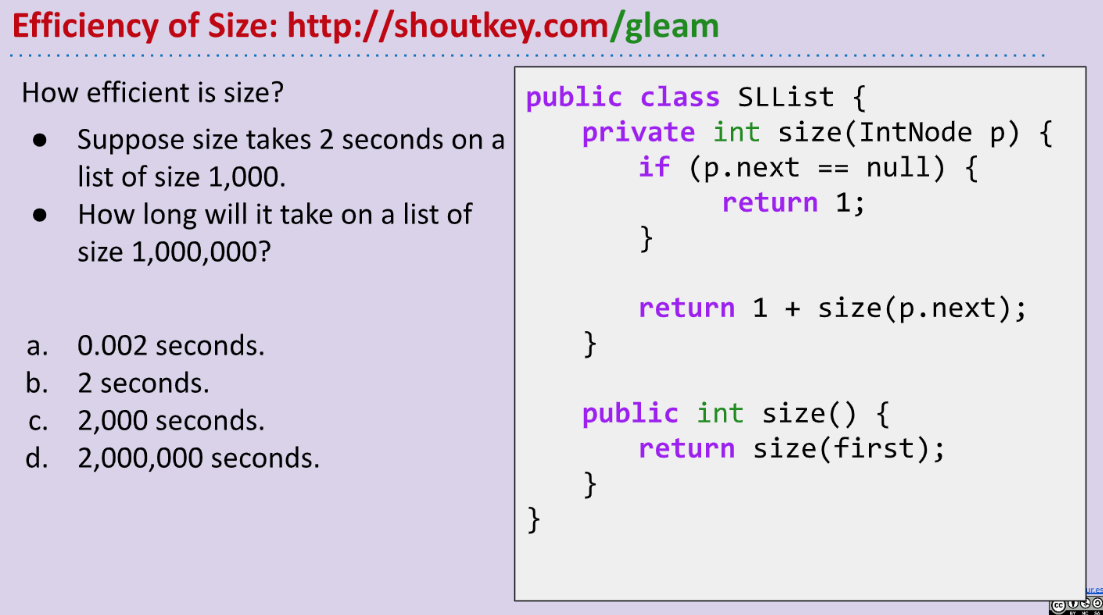 Efficiency of Size: http://shoutkey.com/gleam
How efficient is size?
● Suppose size takes 2 seconds on a
list of size 1,000.
● How long will it take on a list of
size 1,000,000?
a. 0.002 seconds.
b. 2 seconds.
c. 2,000 seconds.
d. 2,000,000 seconds.
public class SLList {
private int size(IntNode p) {
if (p.next == null) {
return 1;
}
return 1 + size(p.next);
}
public int size() {
return size(first);
}
}
cc